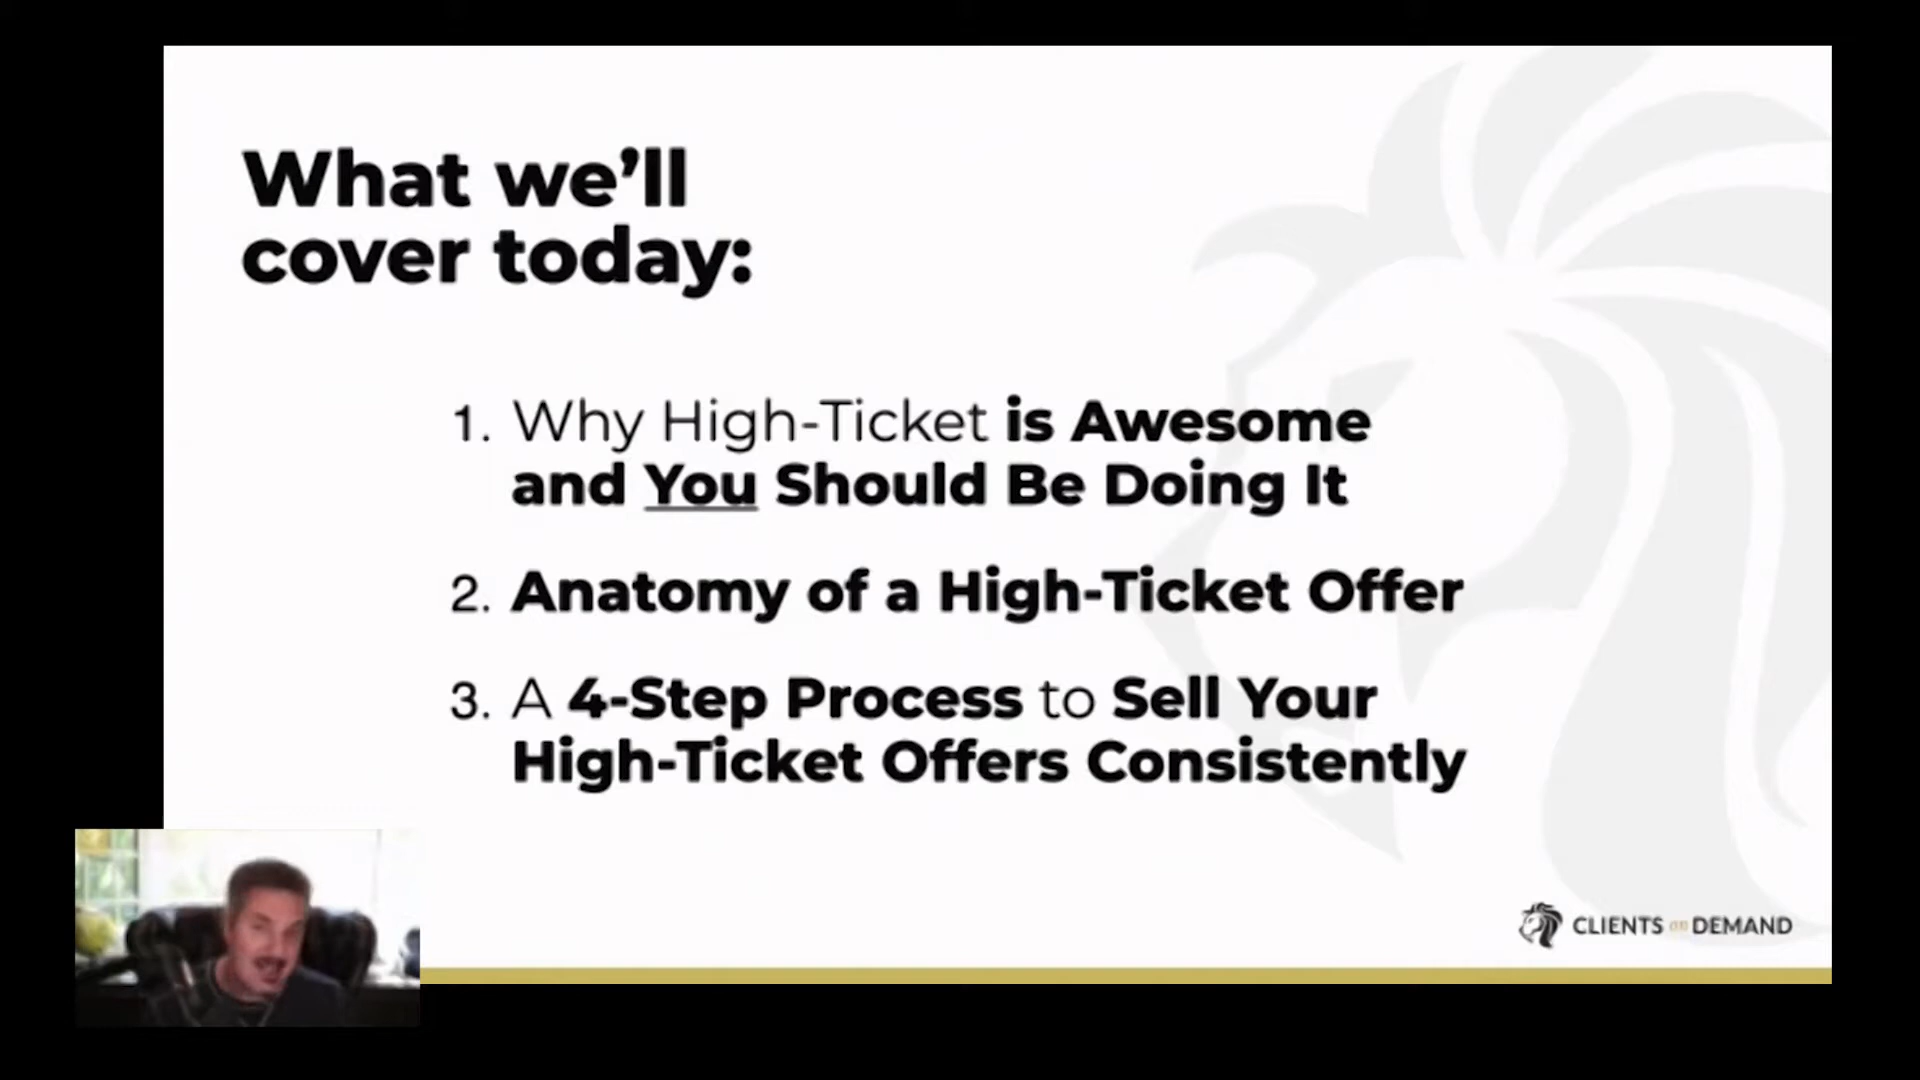 What we’ll
cover today:
1. Why High-Ticket is Awesome
and You Should Be Doing It
2. Anatomy of a High-Ticket Offer
3. A 4-Step Process to Sell Your
High-Ticket Offers Consistently
CLIENTS on DEMAND